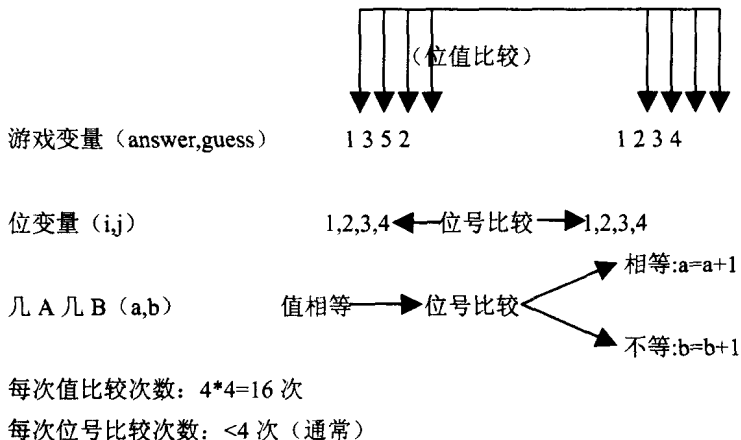 （位值比较）
游戏变量（answer,guess） 1 3 5 2 1 2 3 4
位变量（i,j） 1,2,3,4 位号比较 1,2,3,4
相等:a=a+1
几 A 几 B（a,b） 值相等 位号比较
不等:b=b+1
每次值比较次数：4*4=16 次
每次位号比较次数：<4 次（通常）